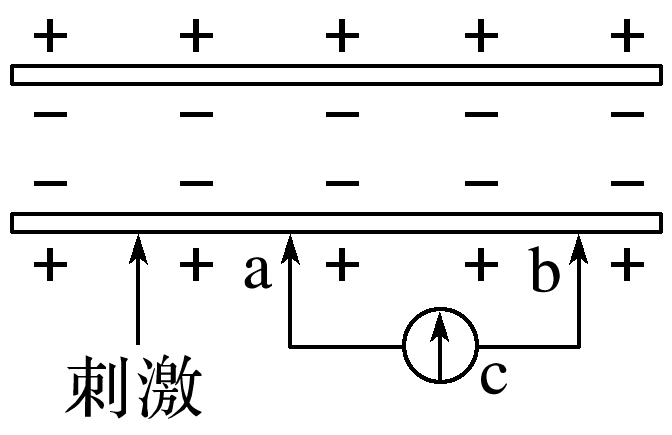 + + + + +
− − − − −
− − − − −
+ + a + + b +
c
刺激